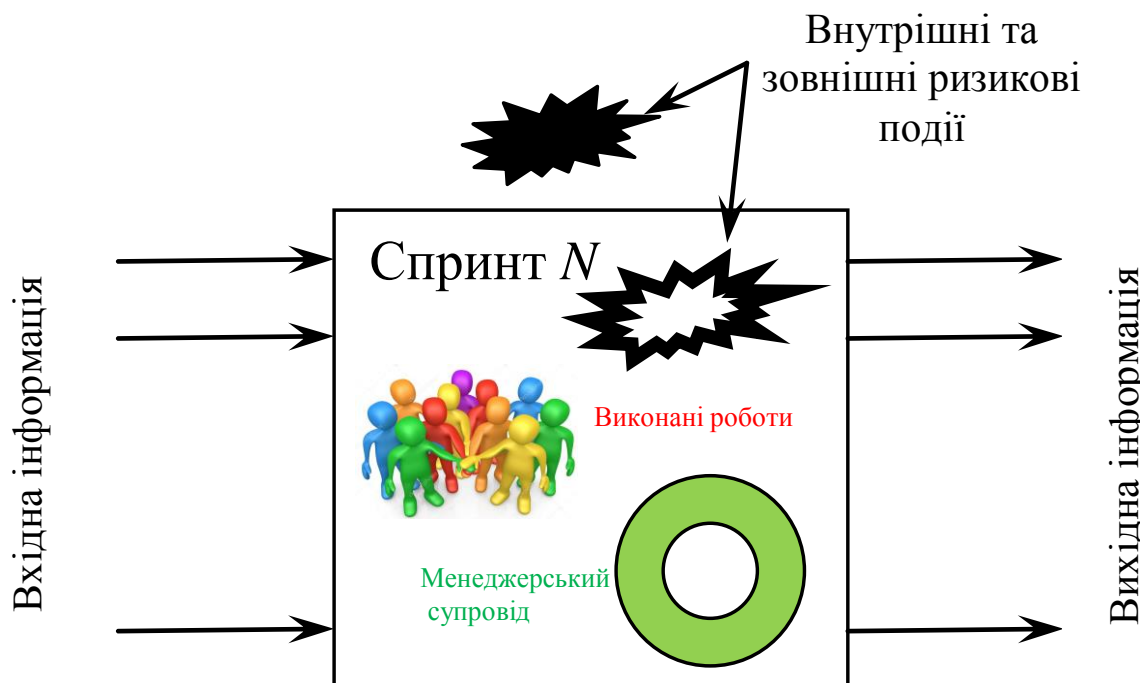 Внутрішні та
зовнішні ризикові
події
Спринт N
Вхідна інформація
Виконані роботи
Менеджерський
супровід
Вихідна інформація